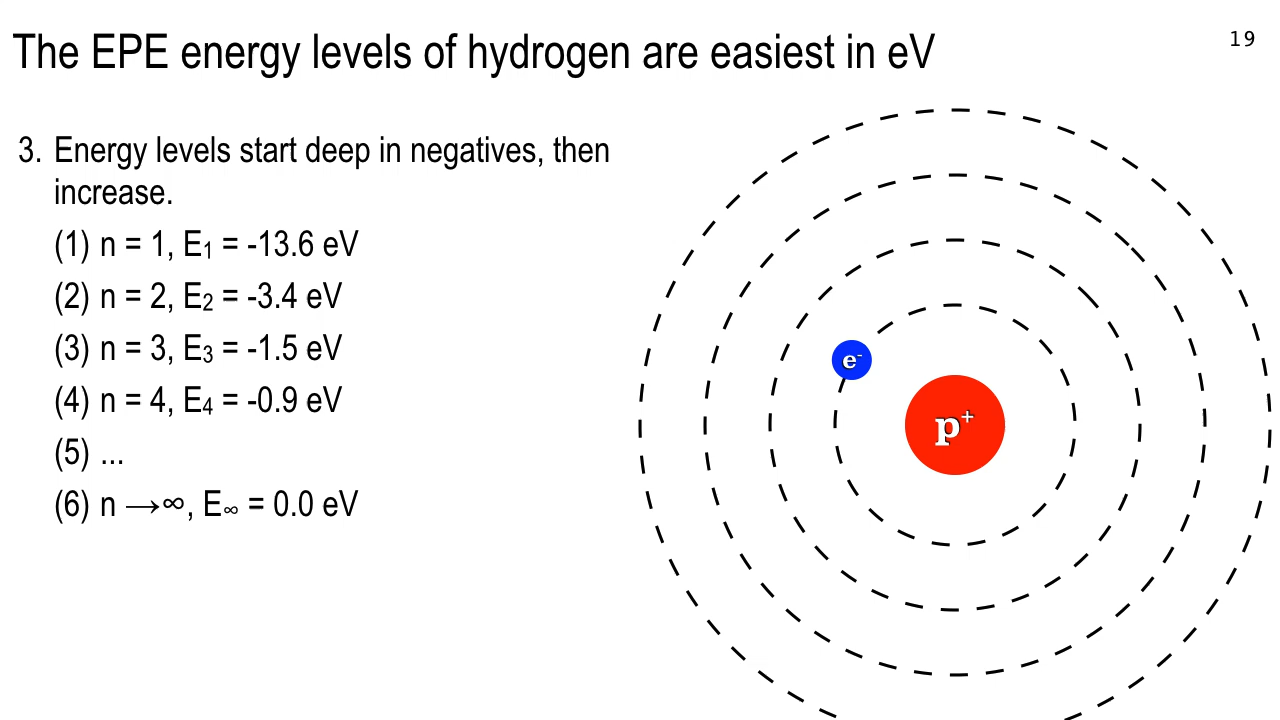 The EPE energy levels of hydrogen are easiest in eV
19
3. Energy levels start deep in negatives, then
increase.
(1) n = 1, E₁ = -13.6 eV
(2) n = 2, E₂ = -3.4 eV
(3) n = 3, E₃ = -1.5 eV
(4) n = 4, E₄ = -0.9 eV
(5) ...
(6) n →∞, E∞ = 0.0 eV
e⁻
p⁺